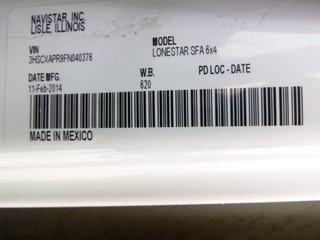 NAVISTAR, INC.
LISLE, ILLINOIS
VIN MODEL
3HSCXAPR9FN040376 LONESTAR SFA 6x4
DATE MFG. W.B. PD LOC - DATE
11-Feb-2014 620
MADE IN MEXICO